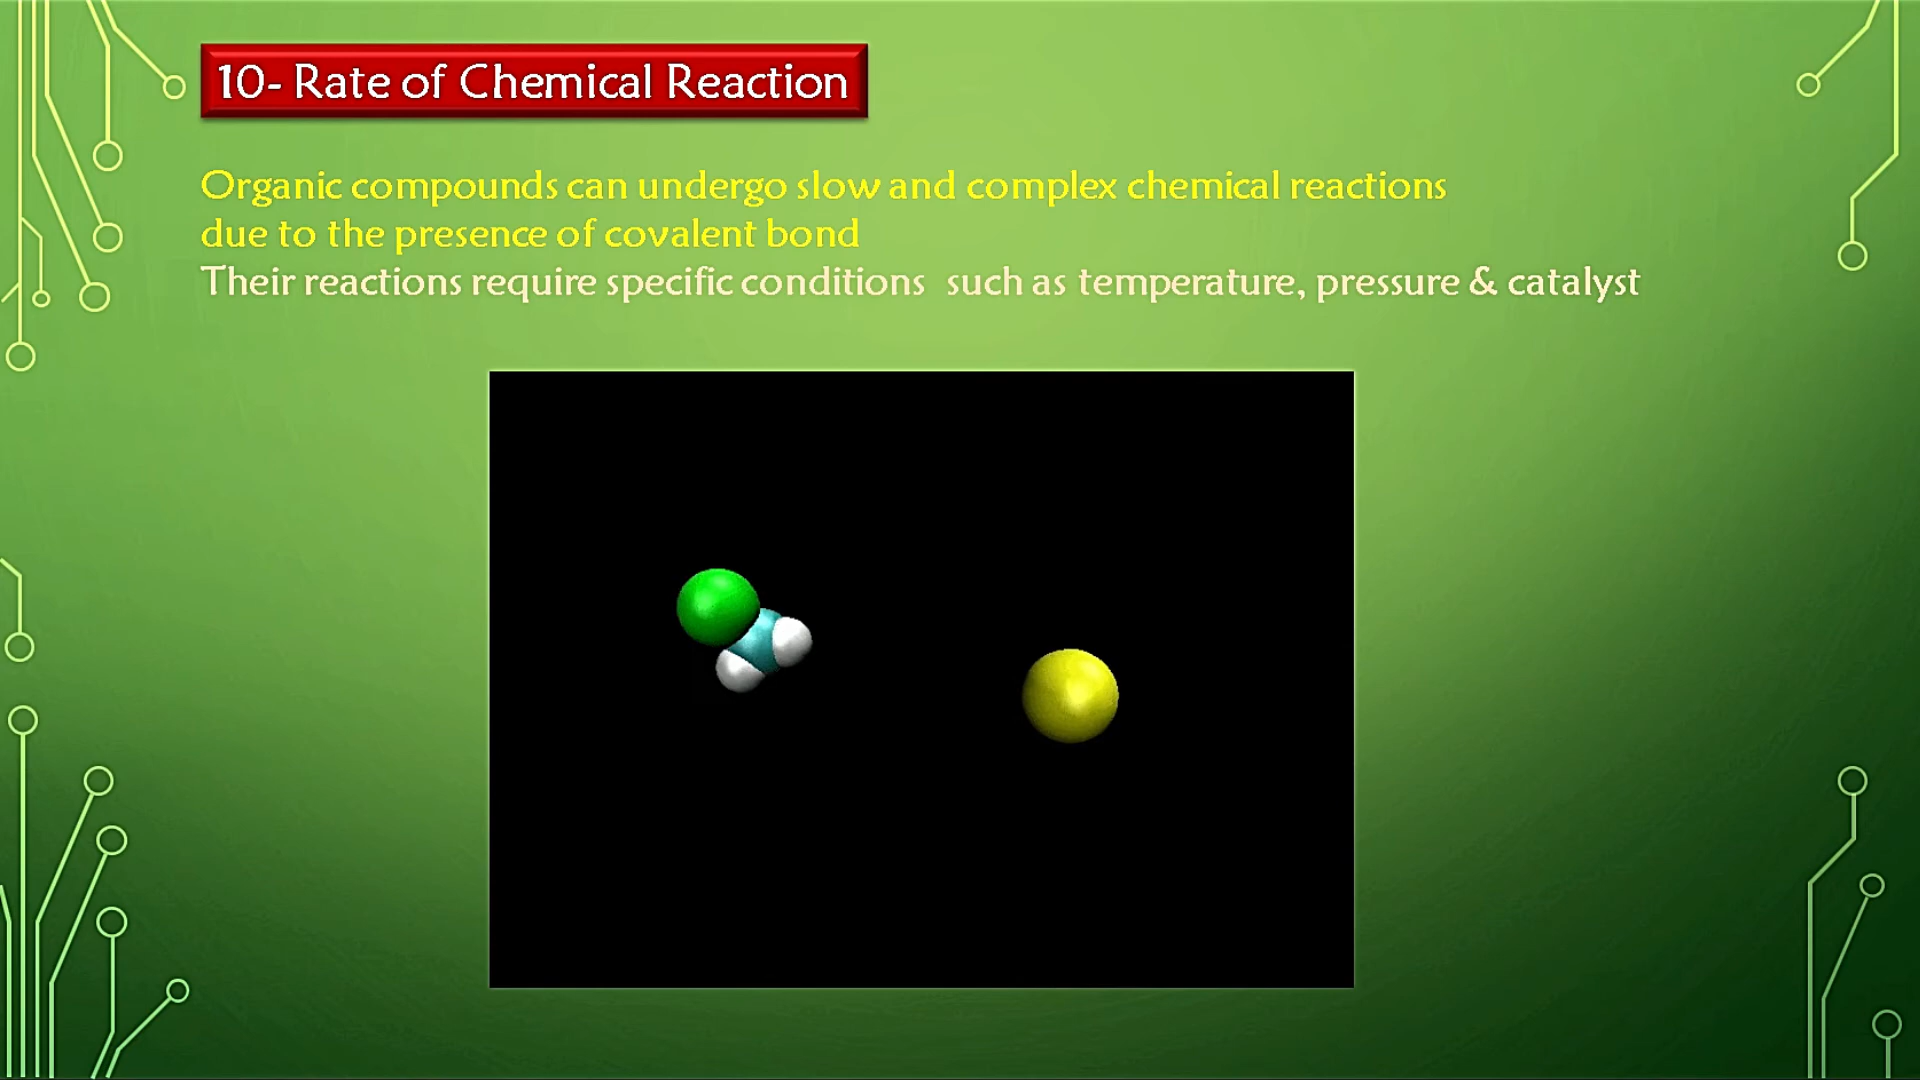 10- Rate of Chemical Reaction
Organic compounds can undergo slow and complex chemical reactions
due to the presence of covalent bond
Their reactions require specific conditions  such as temperature, pressure & catalyst